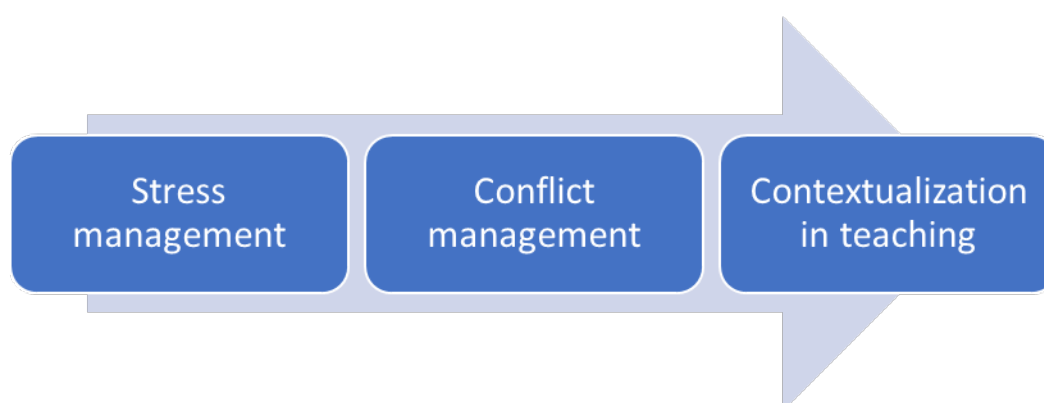 Stress
management
Conflict
management
Contextualization
in teaching